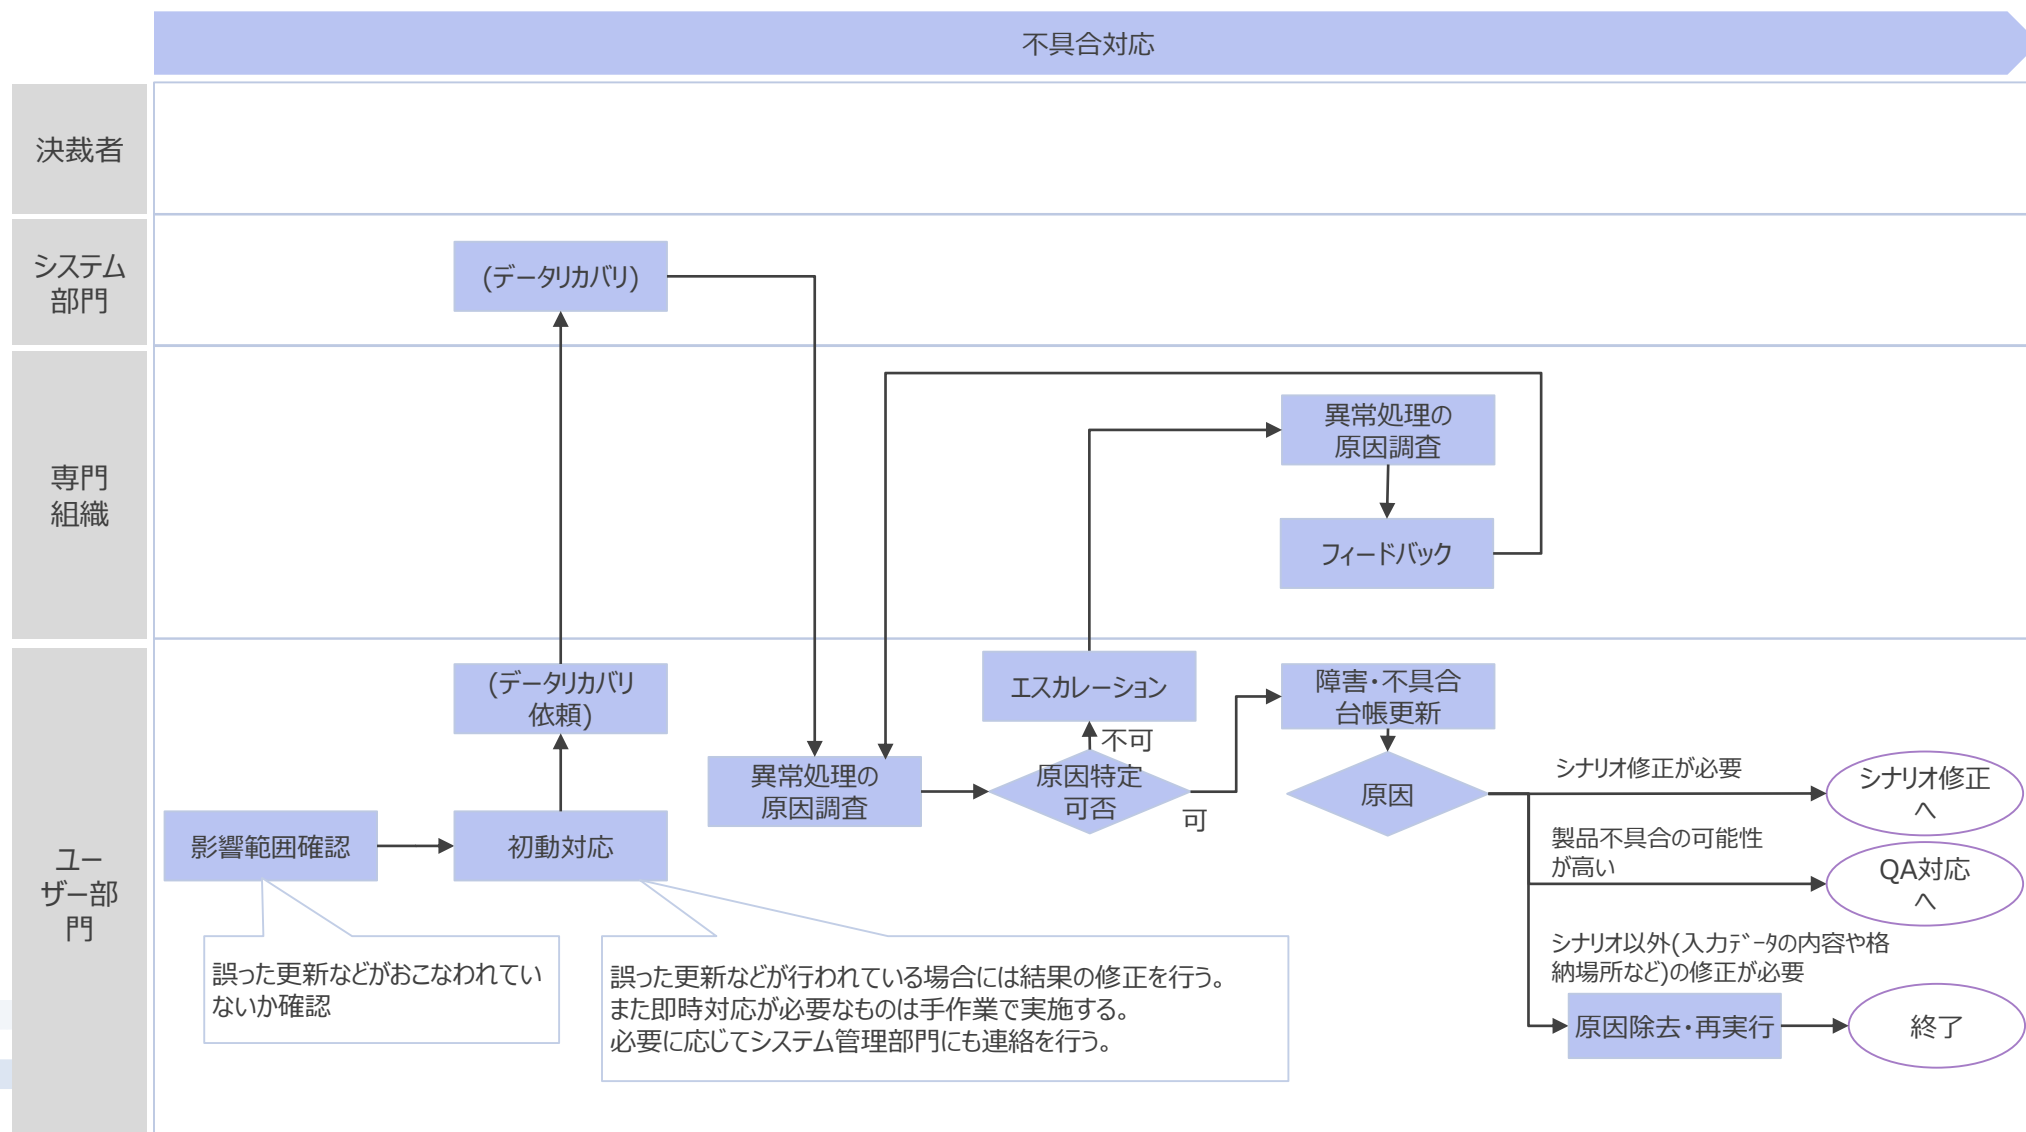 不具合対応
決裁者
システム
部門
(データリカバリ)
専門
組織
異常処理の
原因調査
フィードバック
ユー
ザー部
門
(データリカバリ
依頼)
エスカレーション
障害・不具合
台帳更新
不可
異常処理の
原因調査
原因特定
可否
可
原因
シナリオ修正が必要
シナリオ修正
へ
影響範囲確認
初動対応
製品不具合の可能性
が高い
QA対応
へ
誤った更新などがおこなわれてい
ないか確認
誤った更新などが行われている場合には結果の修正を行う。
また即時対応が必要なものは手作業で実施する。
必要に応じてシステム管理部門にも連絡を行う。
シナリオ以外(入力ﾃﾞｰﾀの内容や格
納場所など)の修正が必要
原因除去・再実行
終了